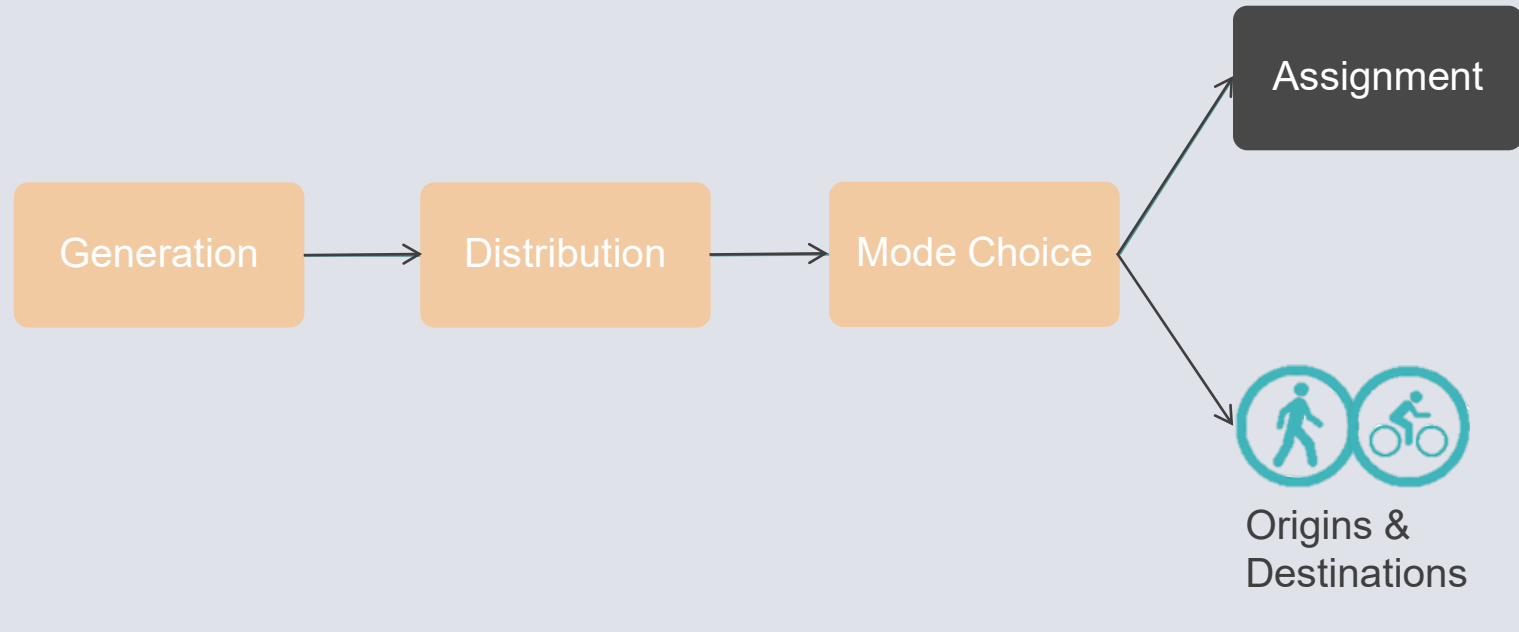 Assignment
Generation
Distribution
Mode Choice
Origins &
Destinations